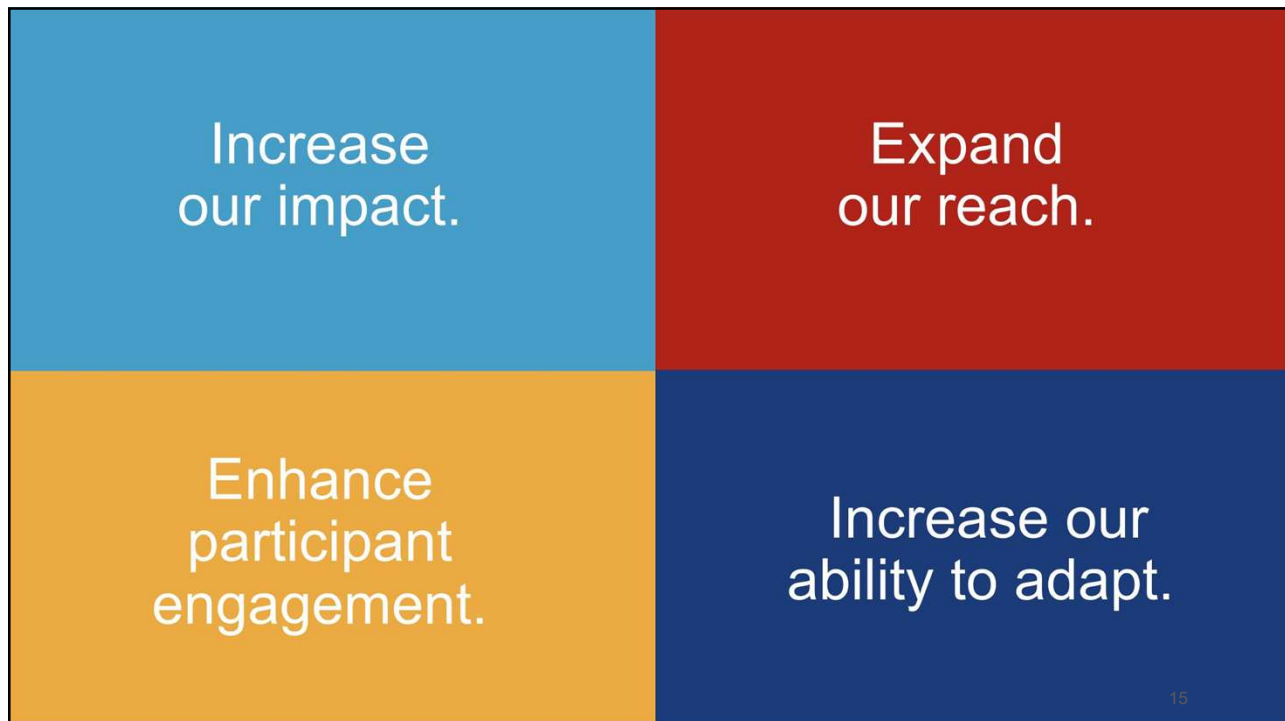 Increase
our impact.
Expand
our reach.
Enhance
participant
engagement.
Increase our
ability to adapt.
15